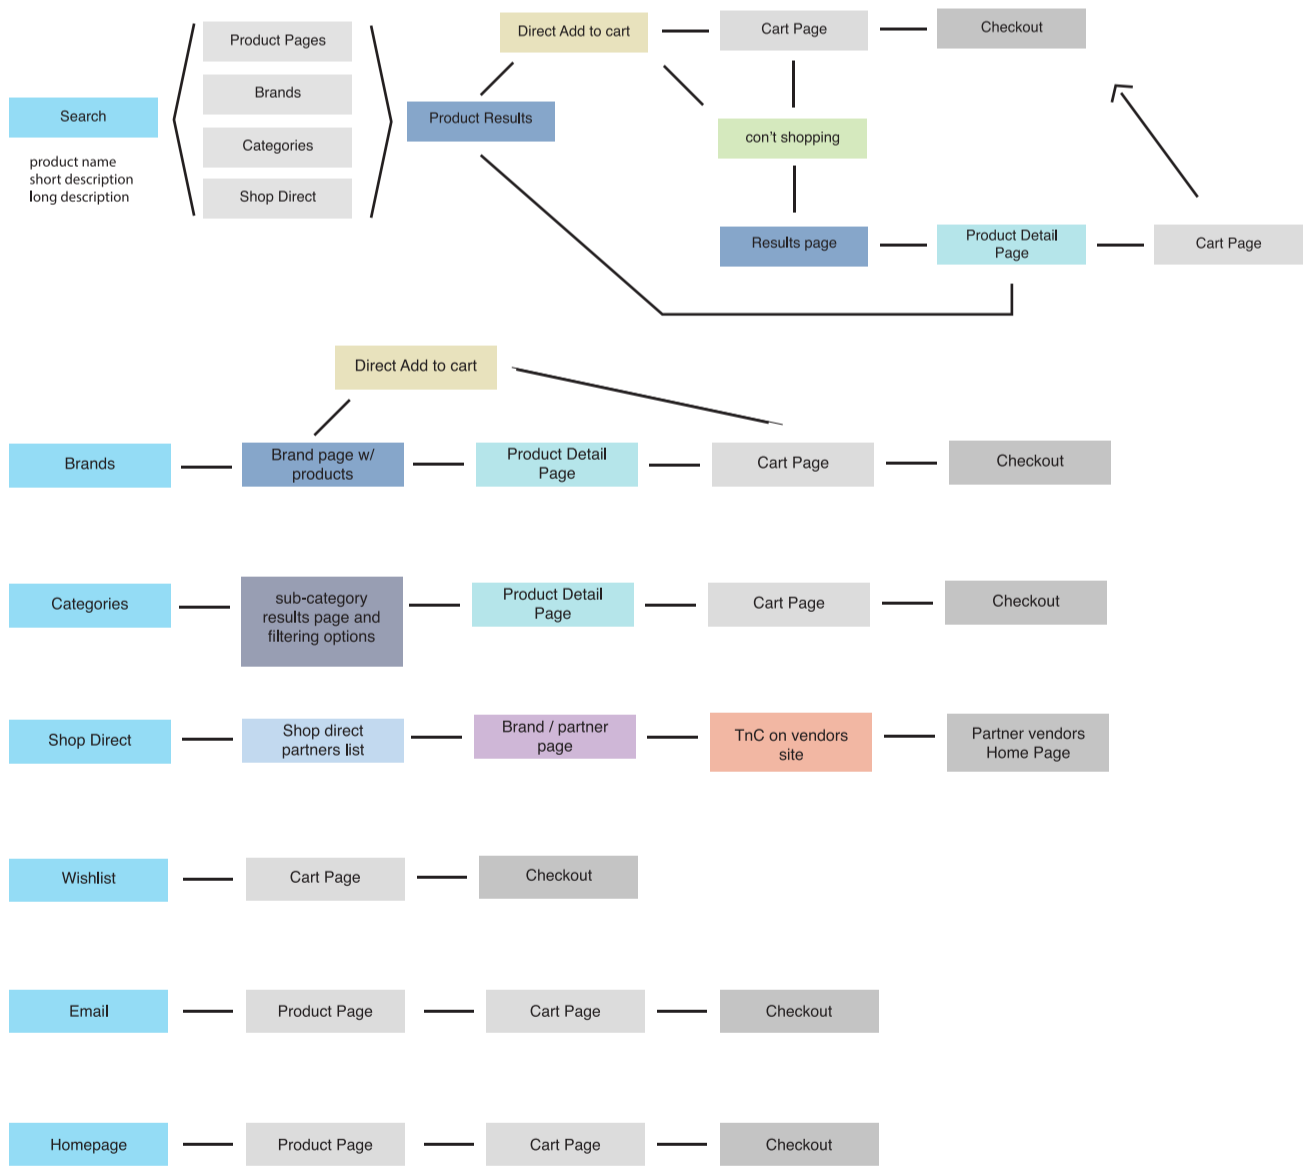 Direct Add to cart
Cart Page
Checkout
Product Pages
Brands
Categories
Shop Direct
Search
product name
short description
long description
Product Results
con't shopping
Results page
Product Detail
Page
Cart Page
Direct Add to cart
Brands
Brand page w/
products
Product Detail
Page
Cart Page
Checkout
Categories
sub-category
results page and
filtering options
Product Detail
Page
Cart Page
Checkout
Shop Direct
Shop direct
partners list
Brand / partner
page
TnC on vendors
site
Partner vendors
Home Page
Wishlist
Cart Page
Checkout
Email
Product Page
Cart Page
Checkout
Homepage
Product Page
Cart Page
Checkout